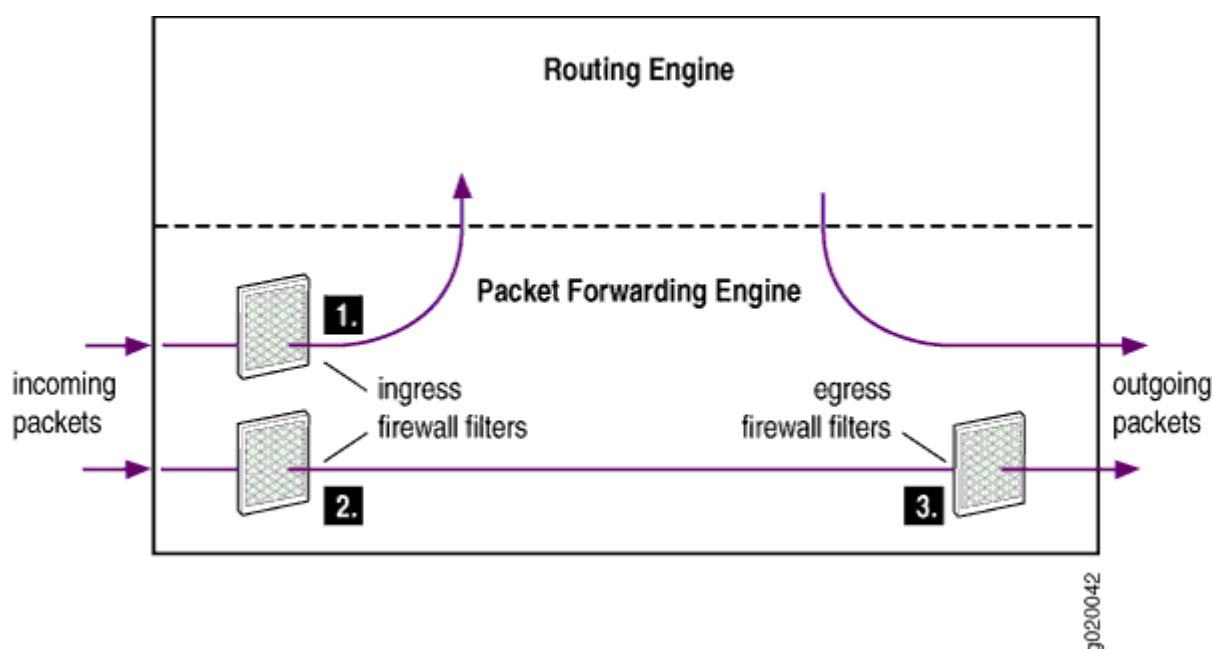 Routing Engine
Packet Forwarding Engine
1.
incoming
packets
ingress
firewall filters
egress
firewall filters
outgoing
packets
2.
3.
g020042